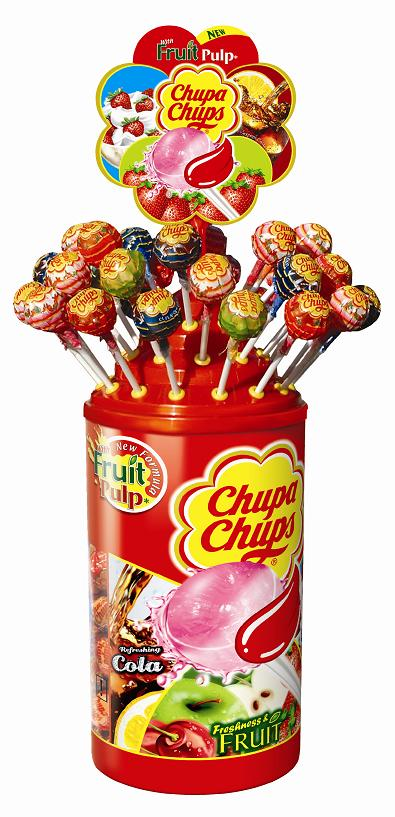 NEW
With
Fruit Pulp*
Chupa
Chups
®
With New Formula
Fruit
Pulp*
Chupa
Chups
®
Refreshing
Cola
Freshness &
FRUIT